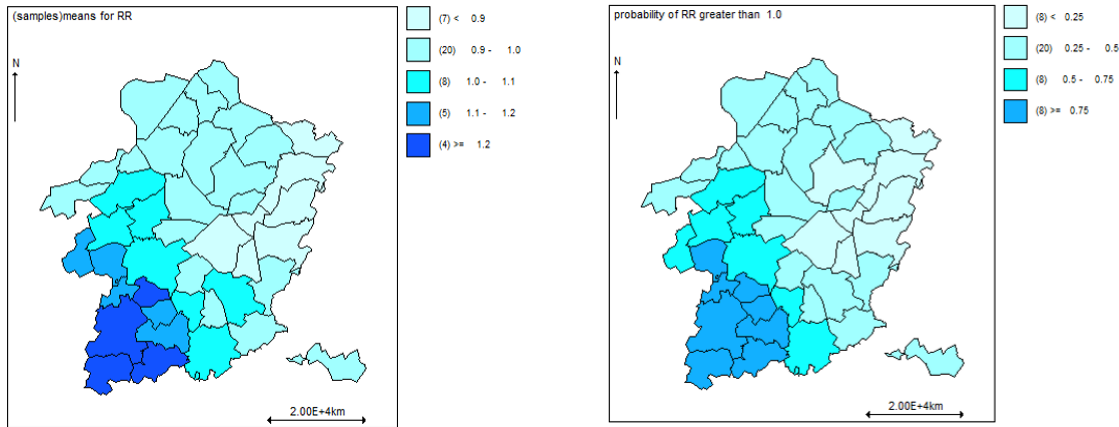 (samples)means for RR
(7) < 0.9
(20) 0.9 - 1.0
(8) 1.0 - 1.1
(5) 1.1 - 1.2
(4) >= 1.2
N
2.00E+4km
probability of RR greater than 1.0
(8) < 0.25
(20) 0.25 - 0.5
(8) 0.5 - 0.75
(8) >= 0.75
N
2.00E+4km